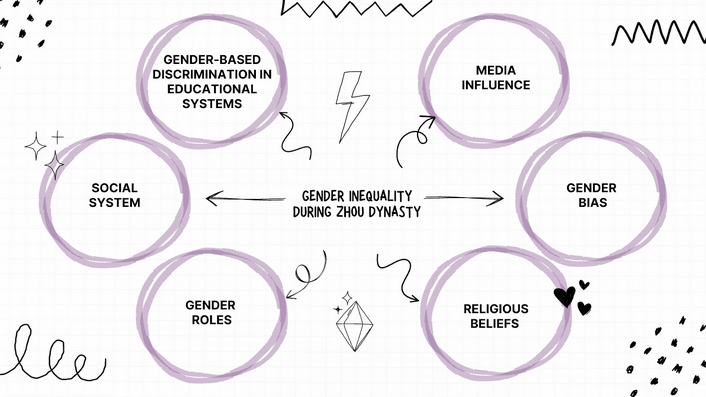 GENDER-BASED
DISCRIMINATION IN
EDUCATIONAL
SYSTEMS
MEDIA
INFLUENCE
SOCIAL
SYSTEM
GENDER INEQUALITY
DURING ZHOU DYNASTY
GENDER
BIAS
GENDER
ROLES
RELIGIOUS
BELIEFS